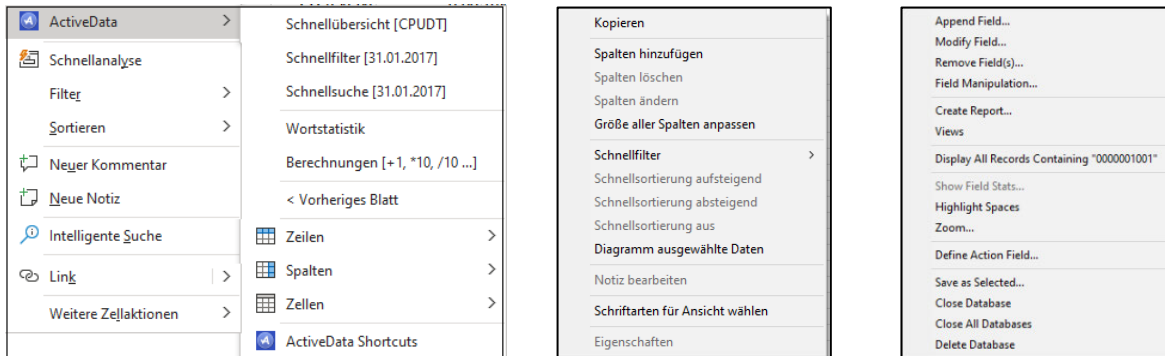 ActiveData
Schnellanalyse
Filter
Sortieren
Neuer Kommentar
Neue Notiz
Intelligente Suche
Link
Weitere Zellaktionen
Schnellübersicht [CPUDT]
Schnellfilter [31.01.2017]
Schnellsuche [31.01.2017]
Wortstatistik
Berechnungen [+1, *10, /10 ...]
< Vorheriges Blatt
Zeilen
Spalten
Zellen
ActiveData Shortcuts
Kopieren
Spalten hinzufügen
Spalten löschen
Spalten ändern
Größe aller Spalten anpassen
Schnellfilter
Schnellsortierung aufsteigend
Schnellsortierung absteigend
Schnellsortierung aus
Diagramm ausgewählte Daten
Notiz bearbeiten
Schriftarten für Ansicht wählen
Eigenschaften
Append Field...
Modify Field...
Remove Field(s)...
Field Manipulation...
Create Report...
Views
Display All Records Containing "0000001001"
Show Field Stats...
Highlight Spaces
Zoom...
Define Action Field...
Save as Selected...
Close Database
Close All Databases
Delete Database